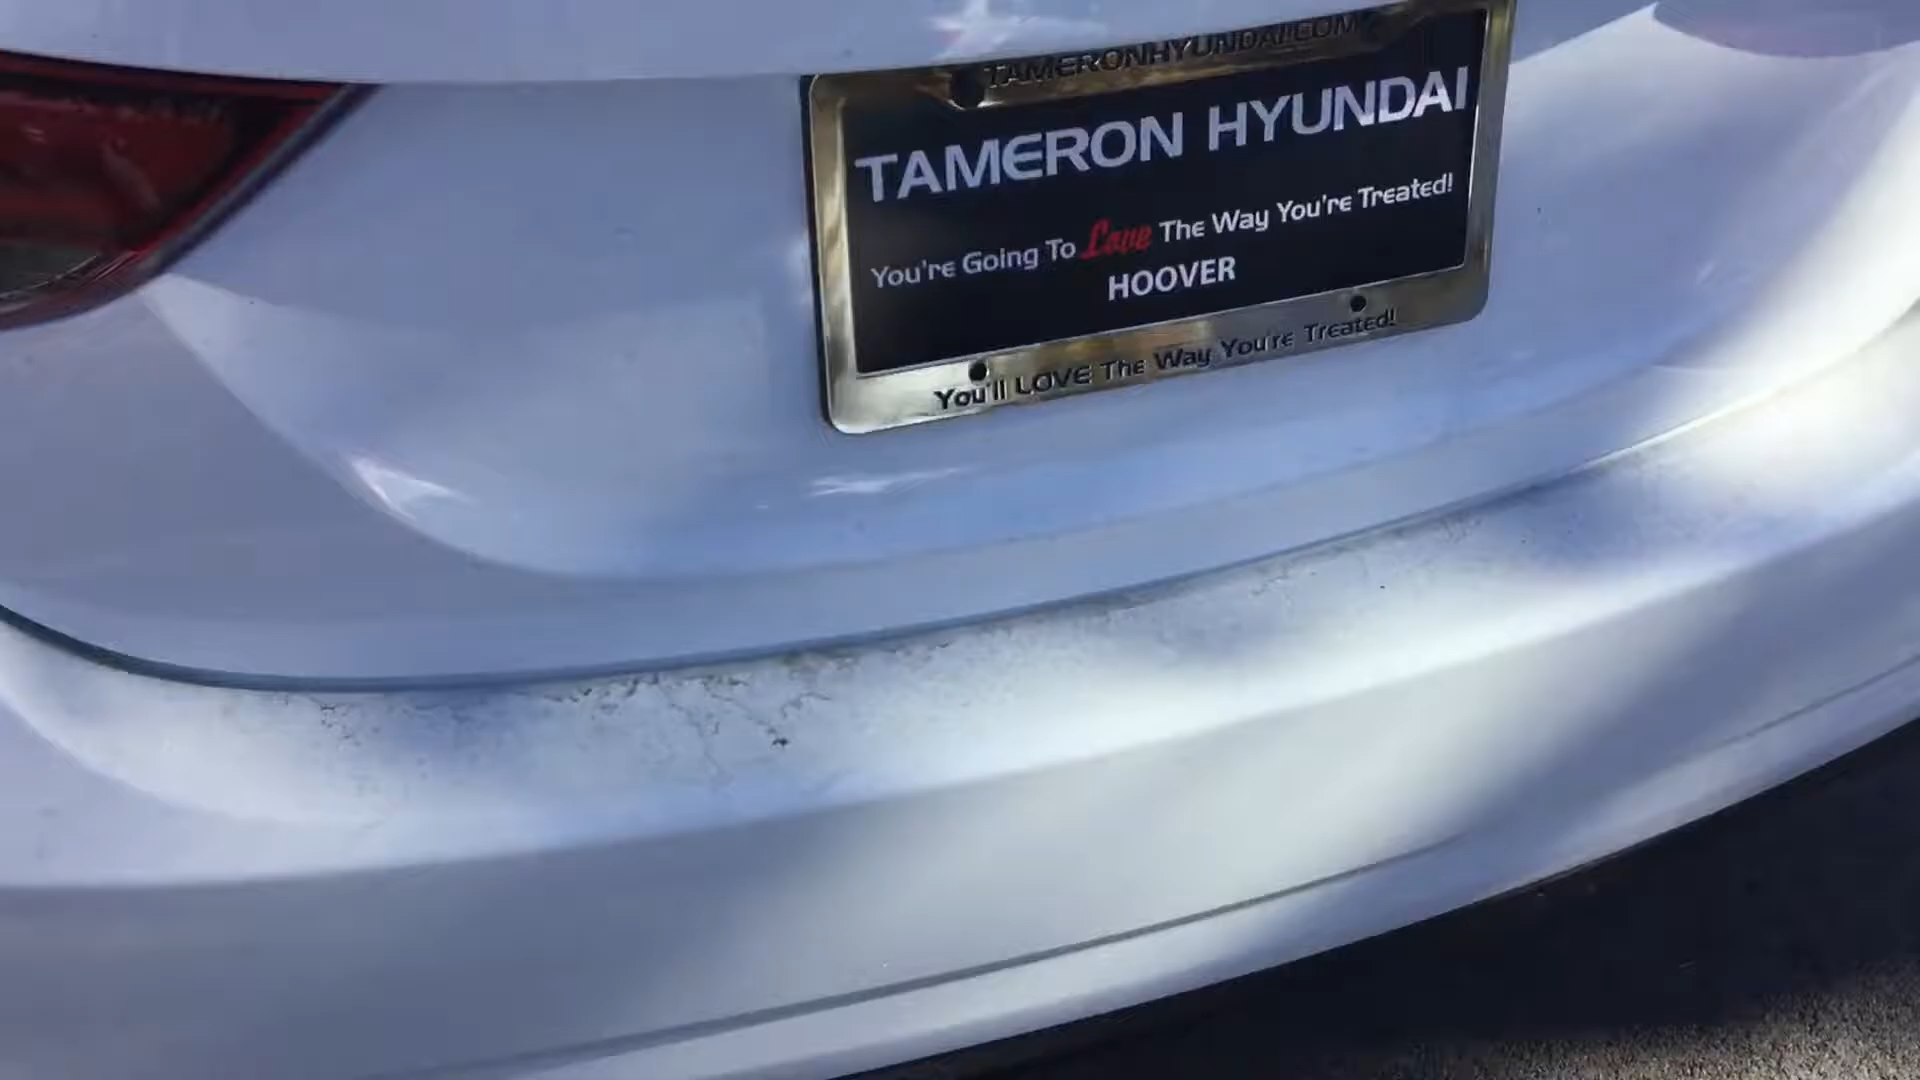 TAMERONHYUNDAI.COM
TAMERON HYUNDAI
You're Going To Love The Way You're Treated!
HOOVER
You'll LOVE The Way You're Treated!